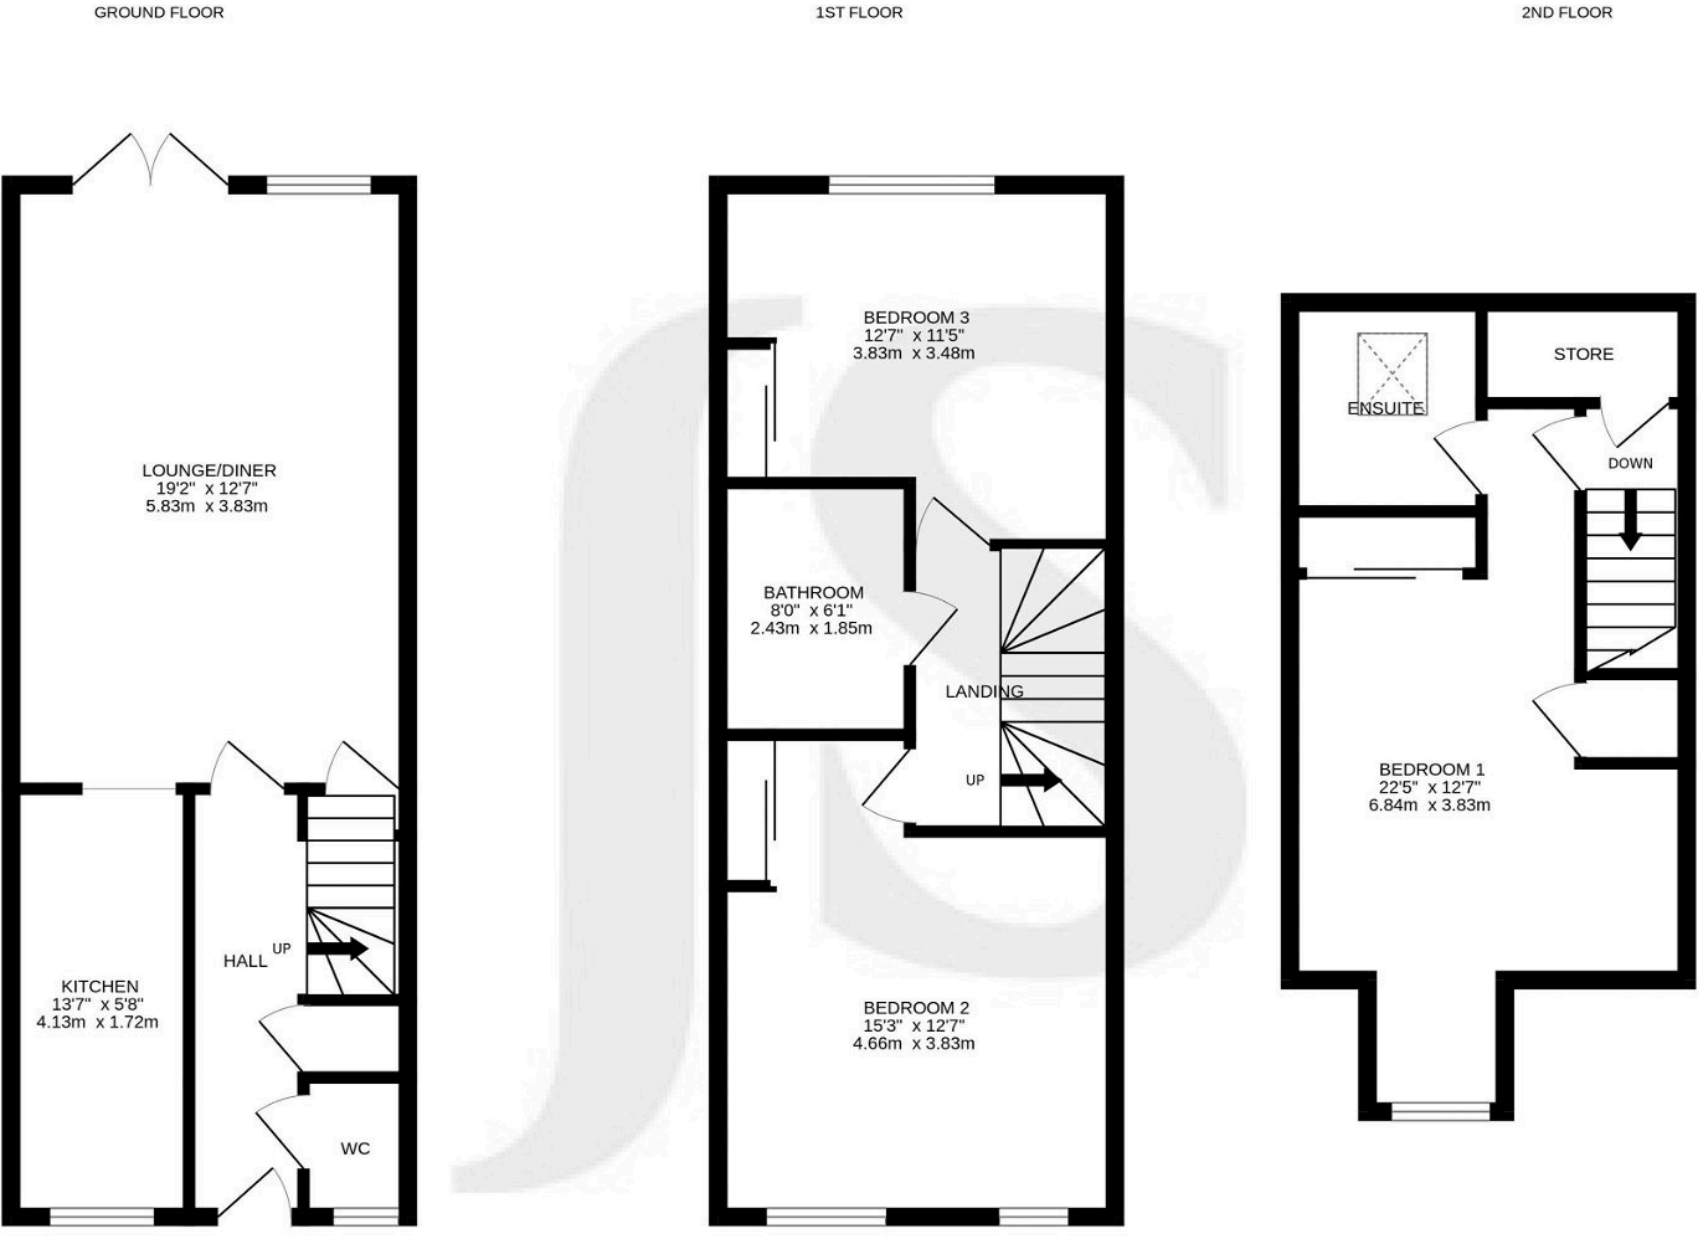 GROUND FLOOR
LOUNGE/DINER
19'2" x 12'7"
5.83m x 3.83m
UP
HALL
KITCHEN
13'7" x 5'8"
4.13m x 1.72m
WC
1ST FLOOR
BEDROOM 3
12'7" x 11'5"
3.83m x 3.48m
BATHROOM
8'0" x 6'1"
2.43m x 1.85m
LANDING
UP
BEDROOM 2
15'3" x 12'7"
4.66m x 3.83m
JS
2ND FLOOR
STORE
ENSUITE
DOWN
BEDROOM 1
22'5" x 12'7"
6.84m x 3.83m